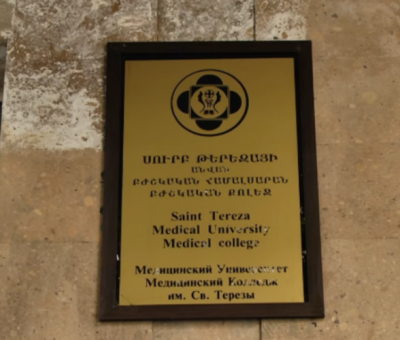 ՍՈՒՐԲ ԹԵՐԵԶԱՅԻ
ԱՆՎԱՆ
ԲԺՇԿԱԿԱՆ ՀԱՄԱԼՍԱՐԱՆ
ԲԺՇԿԱԿԱՆ ՔՈԼԵՋ
Saint Tereza
Medical University
Medical college
Медицинский Университет
Медицинский Колледж
им. Св. Терезы